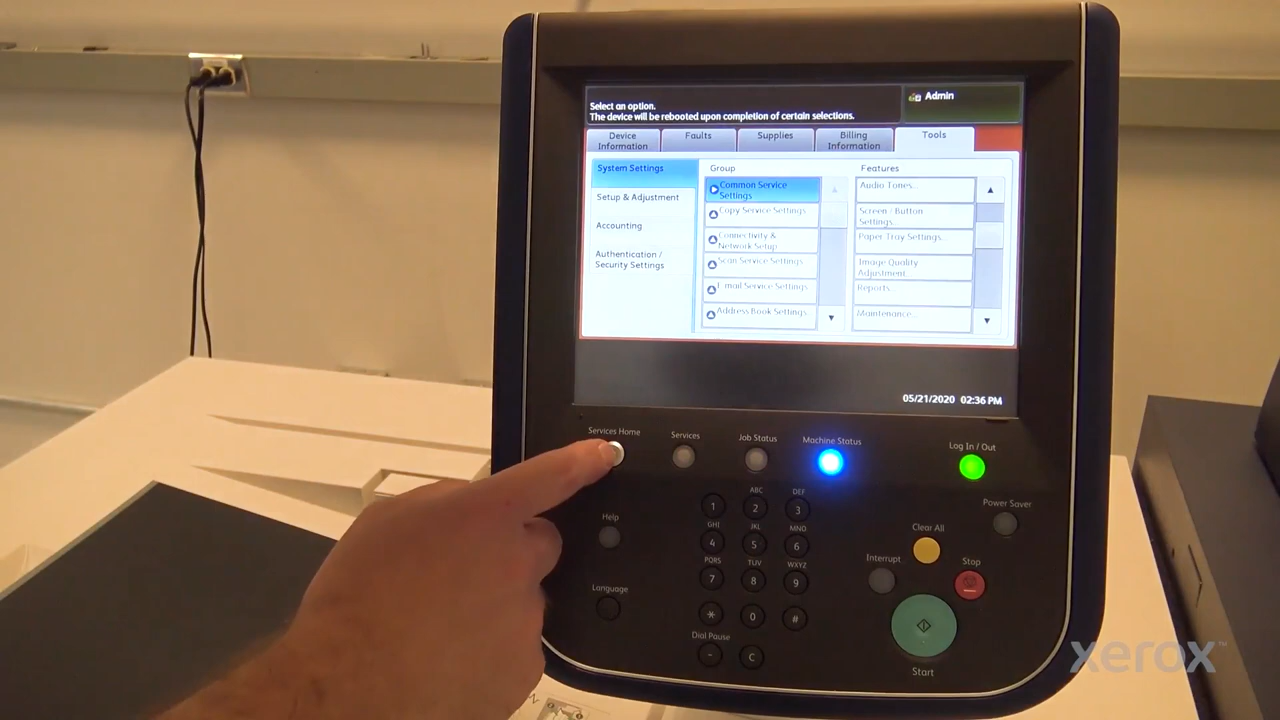 Select an option.
The device will be rebooted upon completion of certain selections.
Admin
Device
Information
Faults
Supplies
Billing
Information
Tools
System Settings
Setup & Adjustment
Accounting
Authentication /
Security Settings
Group
Common Service
Settings
Copy Service Settings
Connectivity &
Network Setup
Scan Service Settings
E-mail Service Settings
Address Book Settings
Features
Audio Tones...
Screen / Button
Settings...
Paper Tray Settings...
Image Quality
Adjustment...
Reports...
Maintenance...
05/21/2020 02:36 PM
Services Home
Services
Job Status
Machine Status
Log In / Out
Help
Language
1
ABC
2
DEF
3
GHI
4
JKL
5
MNO
6
PQRS
7
TUV
8
WXYZ
9
*
0
#
Dial Pause
-
C
Power Saver
Clear All
Interrupt
Stop
Start
xerox™